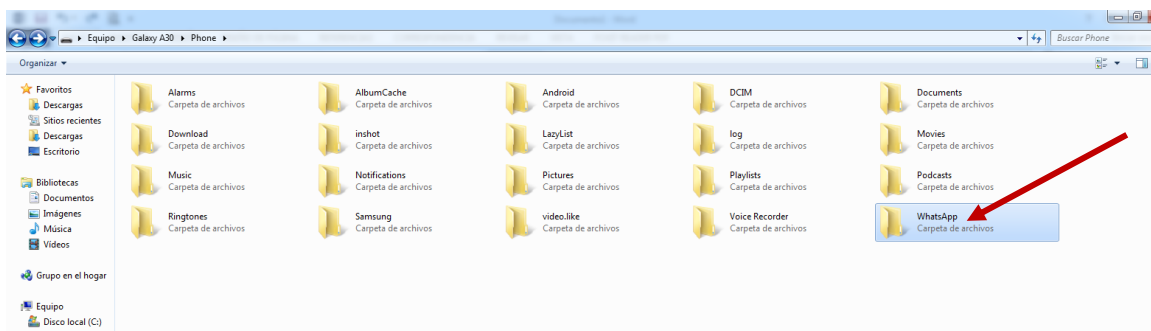 Equipo ▸ Galaxy A30 ▸ Phone ▸
Buscar Phone
Organizar
Favoritos
Descargas
Sitios recientes
Descargas
Escritorio
Bibliotecas
Documentos
Imágenes
Música
Vídeos
Grupo en el hogar
Equipo
Disco local (C:)
Alarms
Carpeta de archivos
AlbumCache
Carpeta de archivos
Android
Carpeta de archivos
DCIM
Carpeta de archivos
Documents
Carpeta de archivos
Download
Carpeta de archivos
inshot
Carpeta de archivos
LazyList
Carpeta de archivos
log
Carpeta de archivos
Movies
Carpeta de archivos
Music
Carpeta de archivos
Notifications
Carpeta de archivos
Pictures
Carpeta de archivos
Playlists
Carpeta de archivos
Podcasts
Carpeta de archivos
Ringtones
Carpeta de archivos
Samsung
Carpeta de archivos
video.like
Carpeta de archivos
Voice Recorder
Carpeta de archivos
WhatsApp
Carpeta de archivos